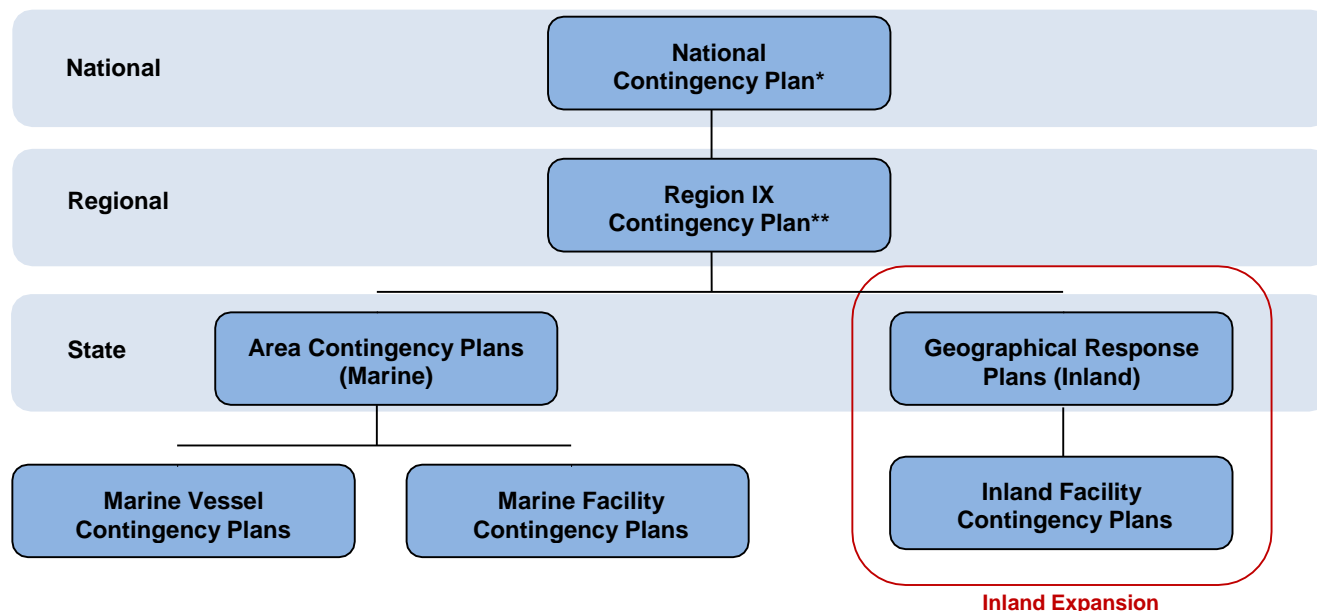 National
National
Contingency Plan*
Regional
Region IX
Contingency Plan**
State
Area Contingency Plans
(Marine)
Geographical Response
Plans (Inland)
Marine Vessel
Contingency Plans
Marine Facility
Contingency Plans
Inland Facility
Contingency Plans
Inland Expansion